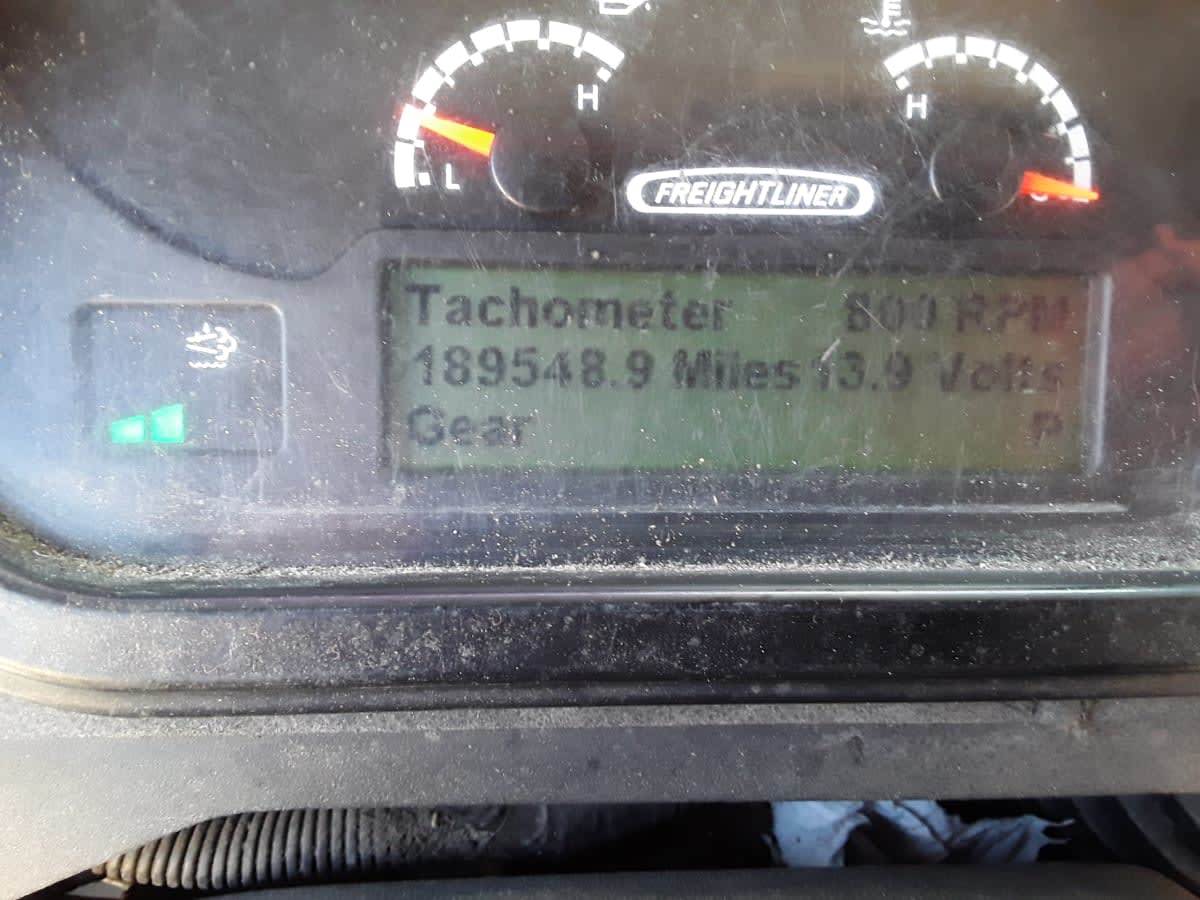 H
H
L
C
FREIGHTLINER
Tachometer 800 RPM
189548.9 Miles 13.9 Volts
Gear P